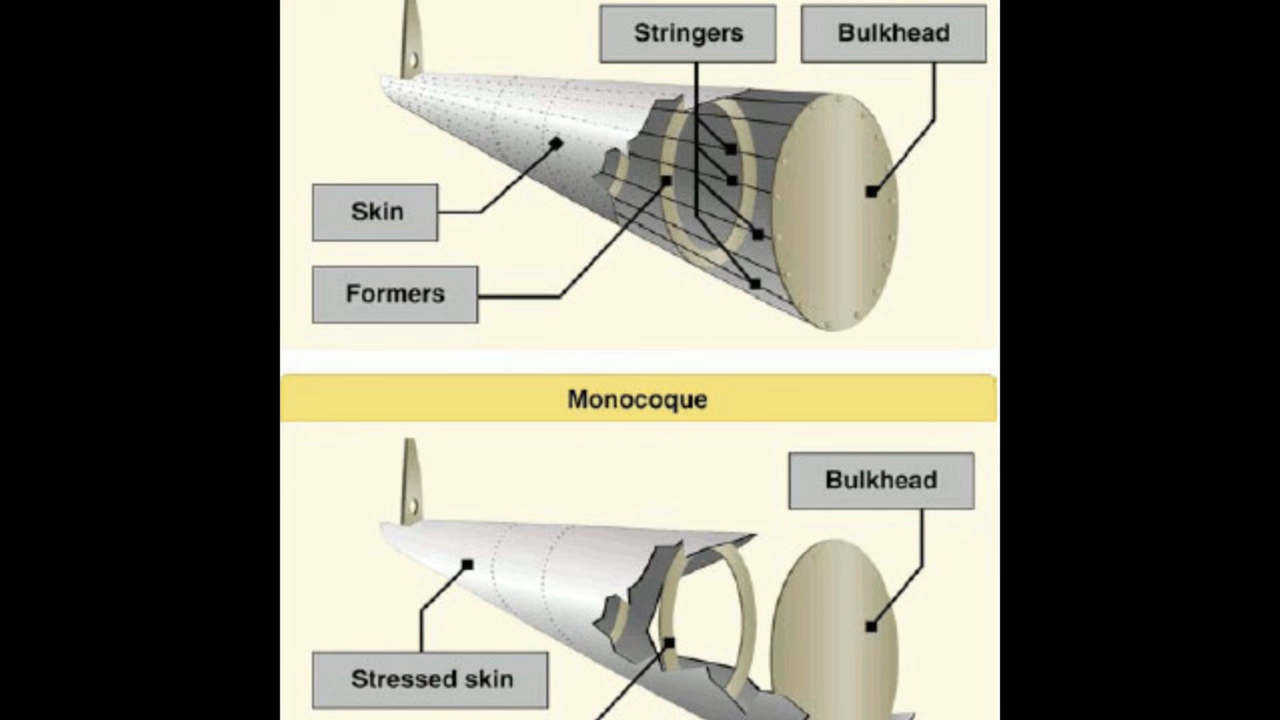 Stringers
Bulkhead
Skin
Formers
Monocoque
Bulkhead
Stressed skin